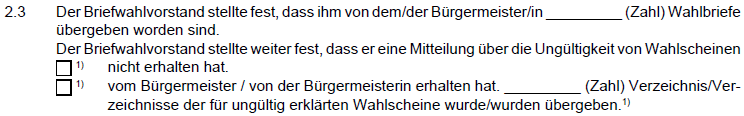 2.3 Der Briefwahlvorstand stellte fest, dass ihm von dem/der Bürgermeister/in _________ (Zahl) Wahlbriefe
übergeben worden sind.
Der Briefwahlvorstand stellte weiter fest, dass er eine Mitteilung über die Ungültigkeit von Wahlscheinen
☐ 1) nicht erhalten hat.
☐ 1) vom Bürgermeister / von der Bürgermeisterin erhalten hat. _________ (Zahl) Verzeichnis/Ver-
zeichnisse der für ungültig erklärten Wahlscheine wurde/wurden übergeben.1)